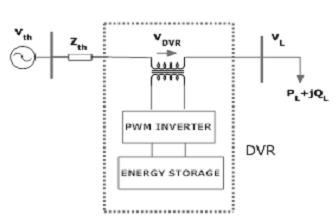 V_th
Z_th
V_DVR
V_L
P_L+jQ_L
PWM INVERTER
DVR
ENERGY STORAGE